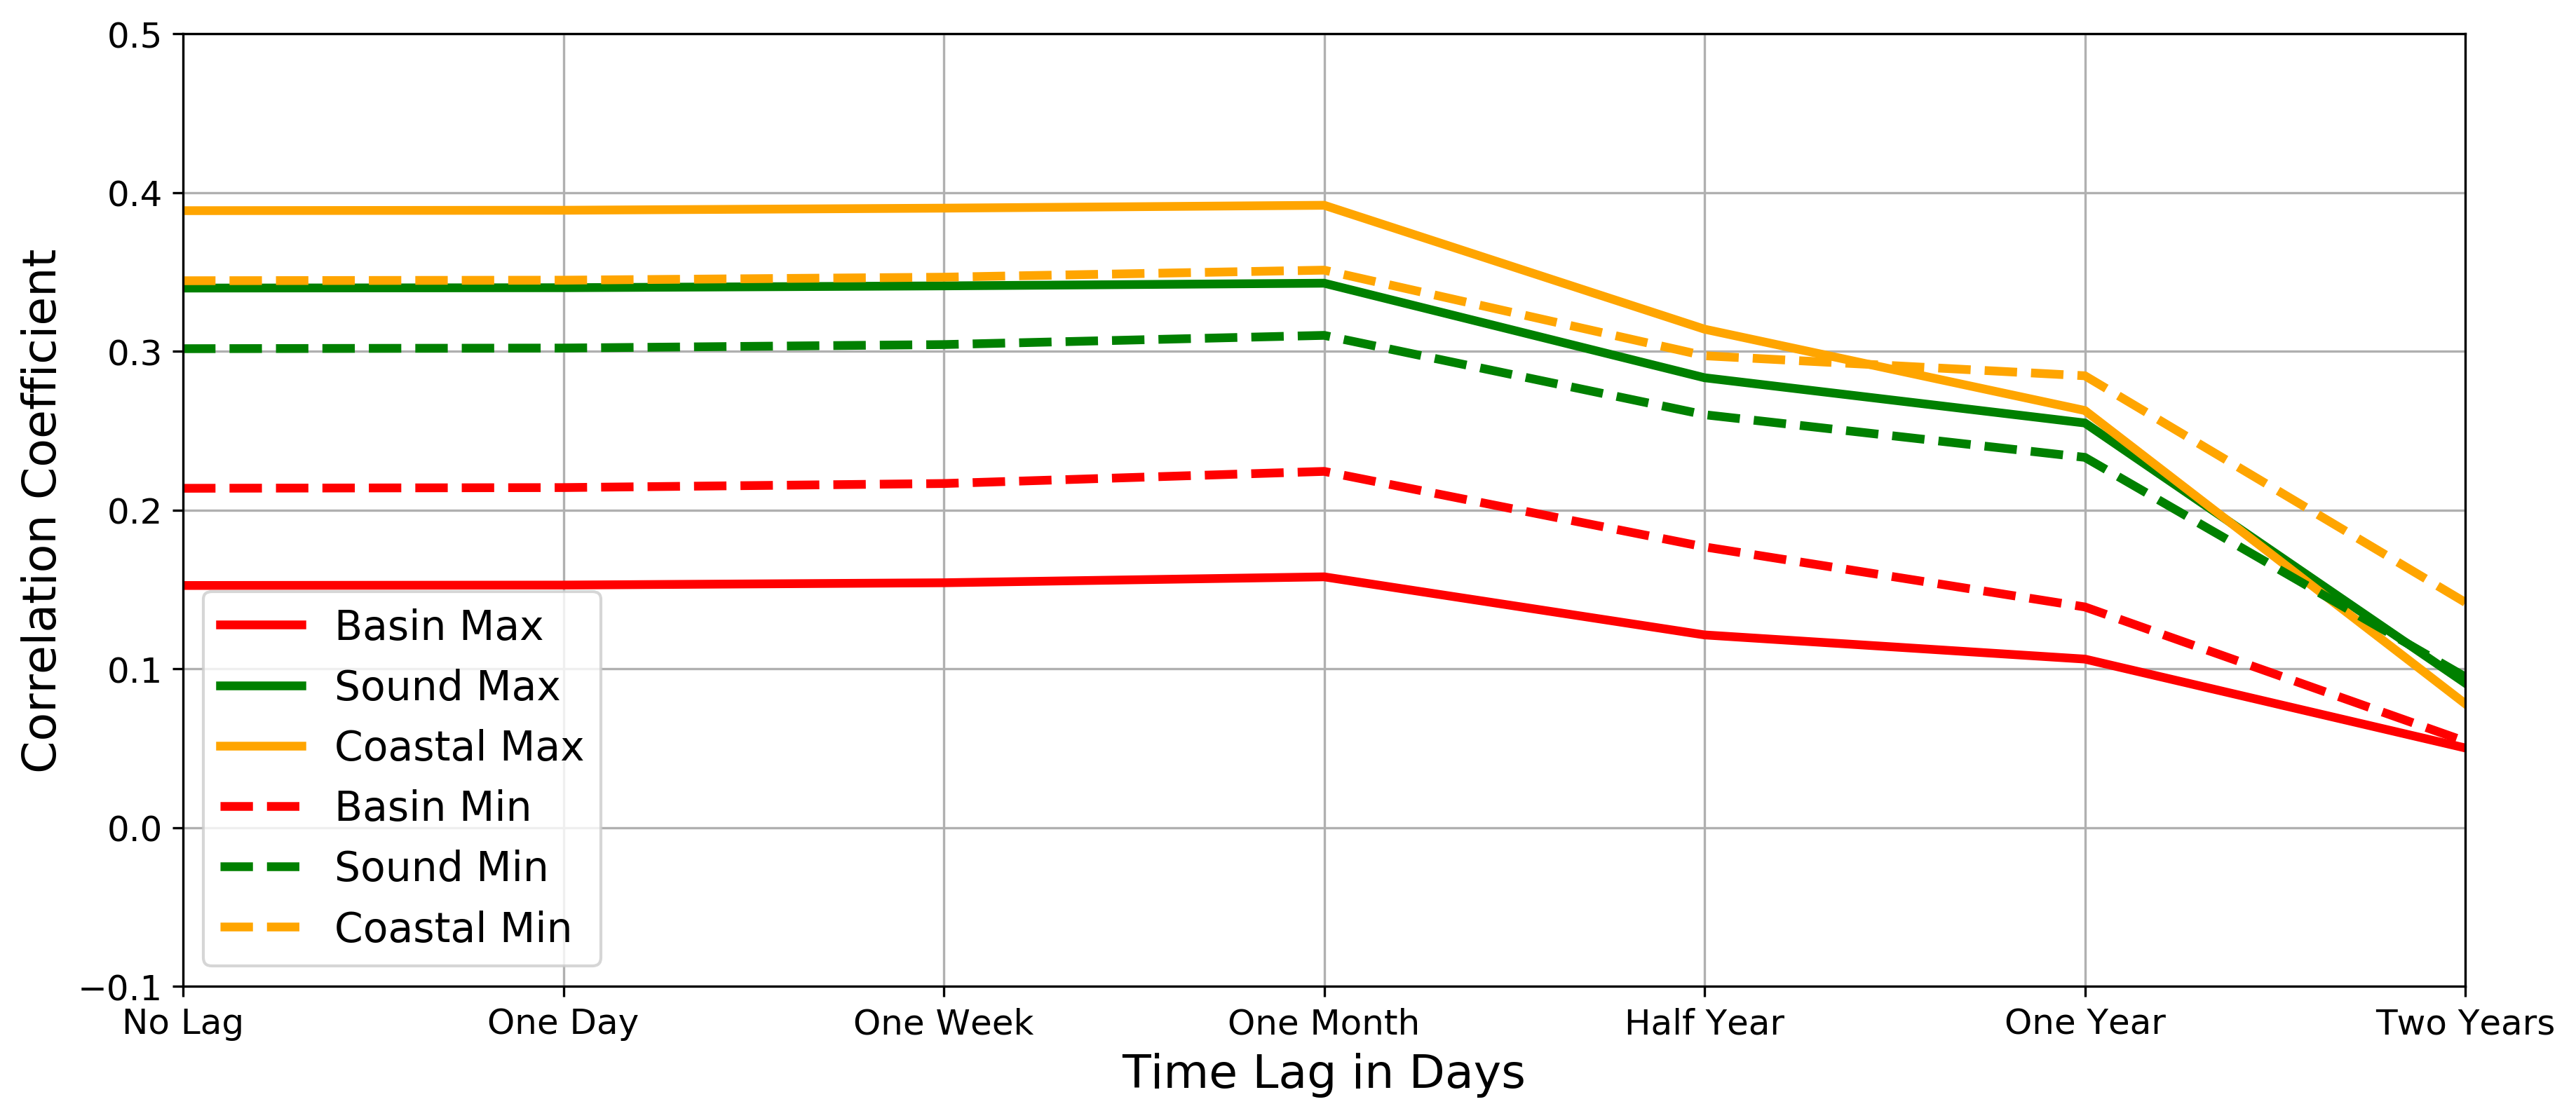 Correlation Coefficient
0.5
0.4
0.3
0.2
0.1
0.0
−0.1
Basin Max
Sound Max
Coastal Max
Basin Min
Sound Min
Coastal Min
No Lag One Day One Week One Month Half Year One Year Two Years
Time Lag in Days